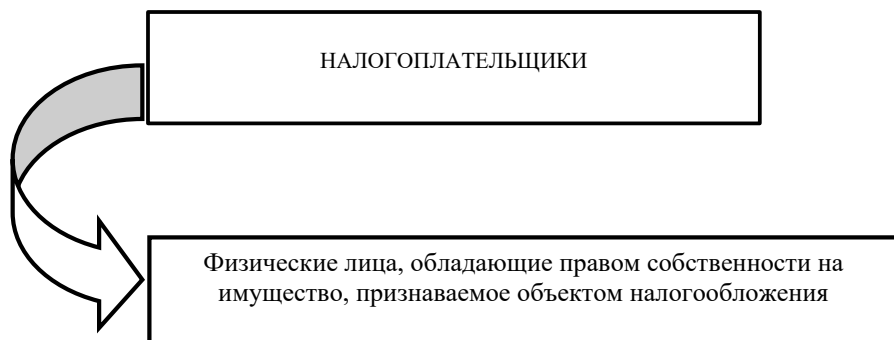 НАЛОГОПЛАТЕЛЬЩИКИ
Физические лица, обладающие правом собственности на
имущество, признаваемое объектом налогообложения